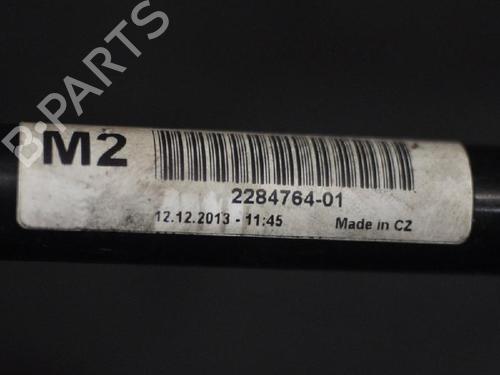 B-PARTS
M2
2284764-01
12.12.2013 - 11:45
Made in CZ